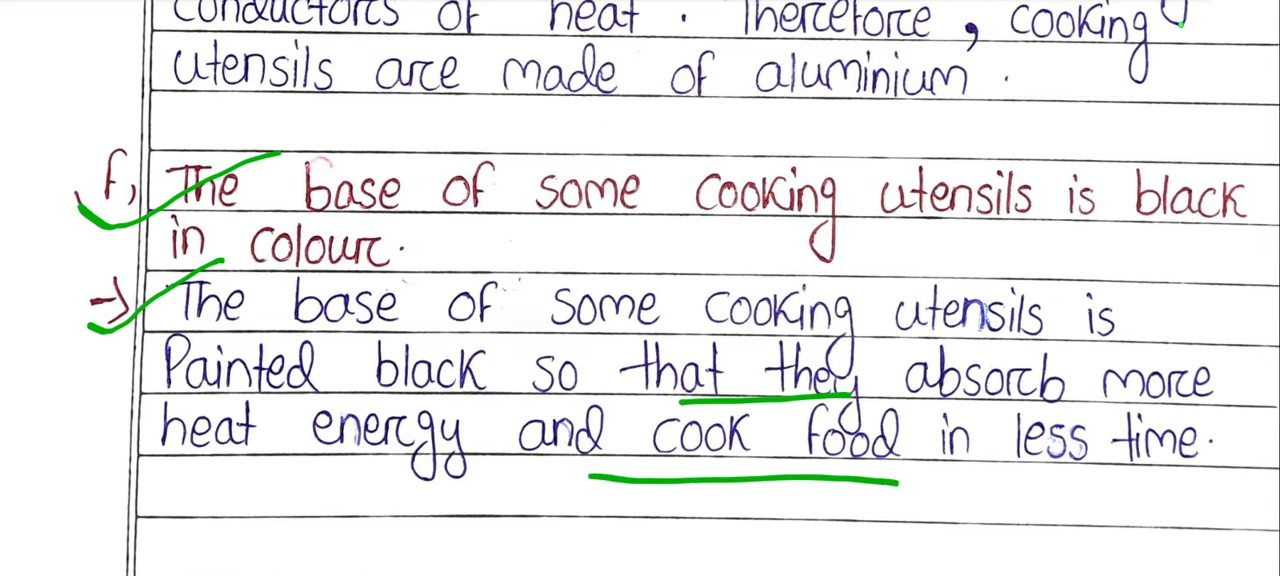 conductors of heat. Therefore, cooking
utensils are made of aluminium.
f, The base of some cooking utensils is black
in colour.
→ The base of some cooking utensils is
Painted black so that they absorb more
heat energy and cook food in less time.